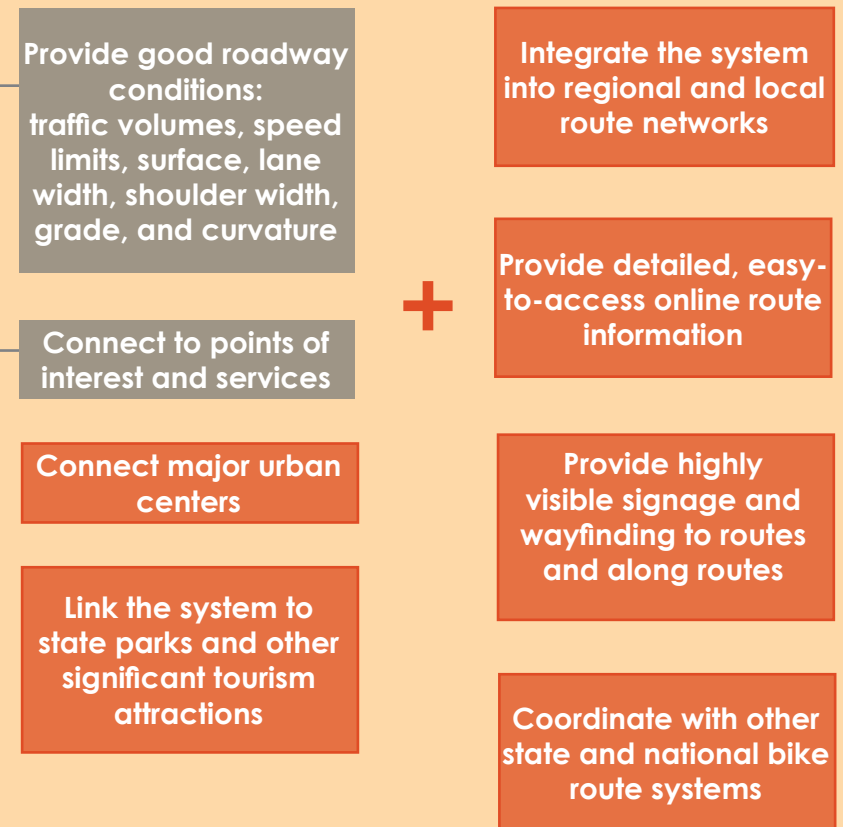 Provide good roadway
conditions:
traffic volumes, speed
limits, surface, lane
width, shoulder width,
grade, and curvature
Connect to points of
interest and services
Connect major urban
centers
Link the system to
state parks and other
significant tourism
attractions
+
Integrate the system
into regional and local
route networks
Provide detailed, easy-
to-access online route
information
Provide highly
visible signage and
wayfinding to routes
and along routes
Coordinate with other
state and national bike
route systems